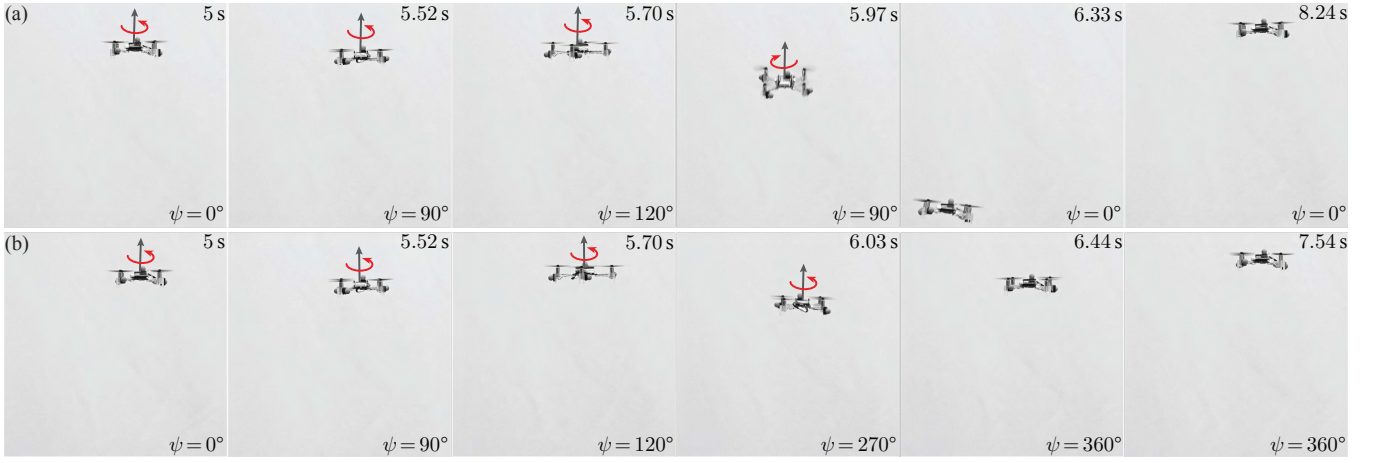 (a) 5 s 5.52 s 5.70 s 5.97 s 6.33 s 8.24 s
ψ = 0° ψ = 90° ψ = 120° ψ = 90° ψ = 0° ψ = 0°
(b) 5 s 5.52 s 5.70 s 6.03 s 6.44 s 7.54 s
ψ = 0° ψ = 90° ψ = 120° ψ = 270° ψ = 360° ψ = 360°